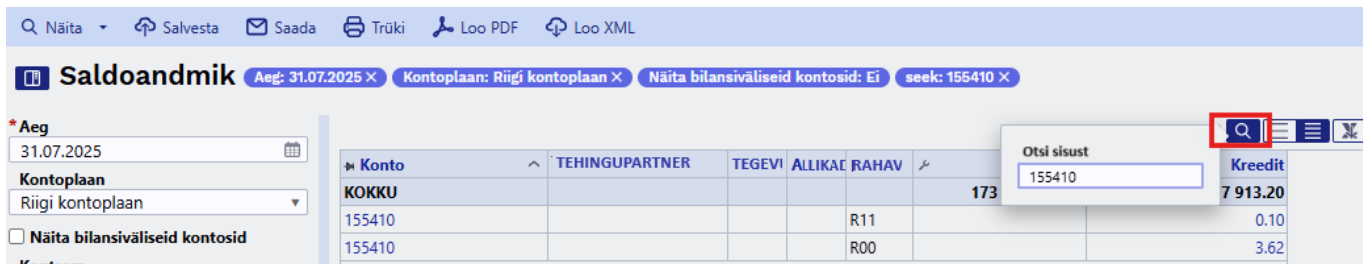 Näita Salvesta Saada Trüki Loo PDF Loo XML
Saldoandmik Aeg: 31.07.2025 × Kontoplaan: Riigi kontoplaan × Näita bilansiväliseid kontosid: Ei seek: 155410 ×
* Aeg
31.07.2025
Kontoplaan
Riigi kontoplaan
Näita bilansiväliseid kontosid
Otsi sisust
155410
Konto TEHINGUPARTNER TEGEVI ALLIKAD RAHAV Kreedit
KOKKU 173 7 913.20
155410 R11 0.10
155410 R00 3.62